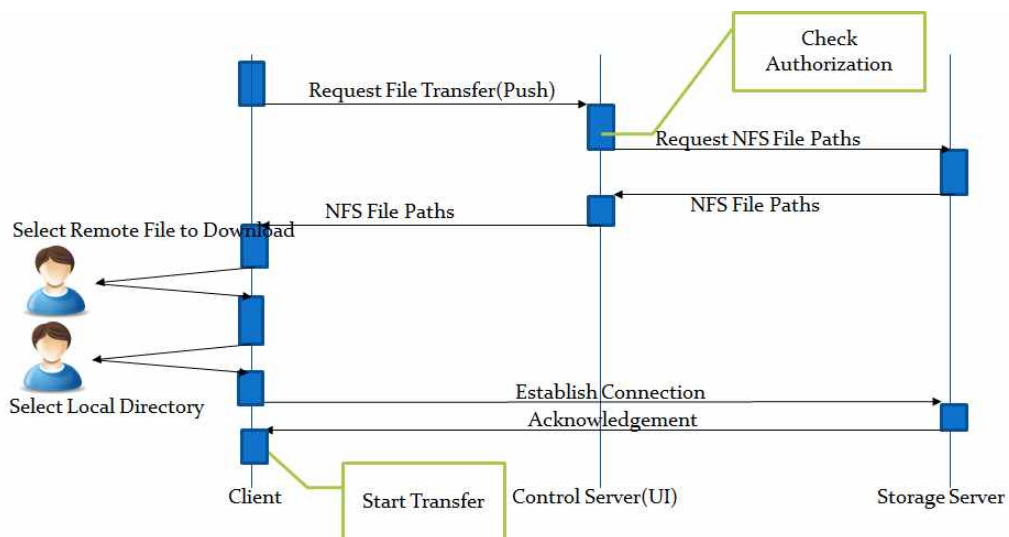 Check
Authorization
Request File Transfer(Push)
Request NFS File Paths
NFS File Paths
NFS File Paths
Select Remote File to Download
Select Local Directory
Establish Connection
Acknowledgement
Start Transfer
Client
Control Server(UI)
Storage Server